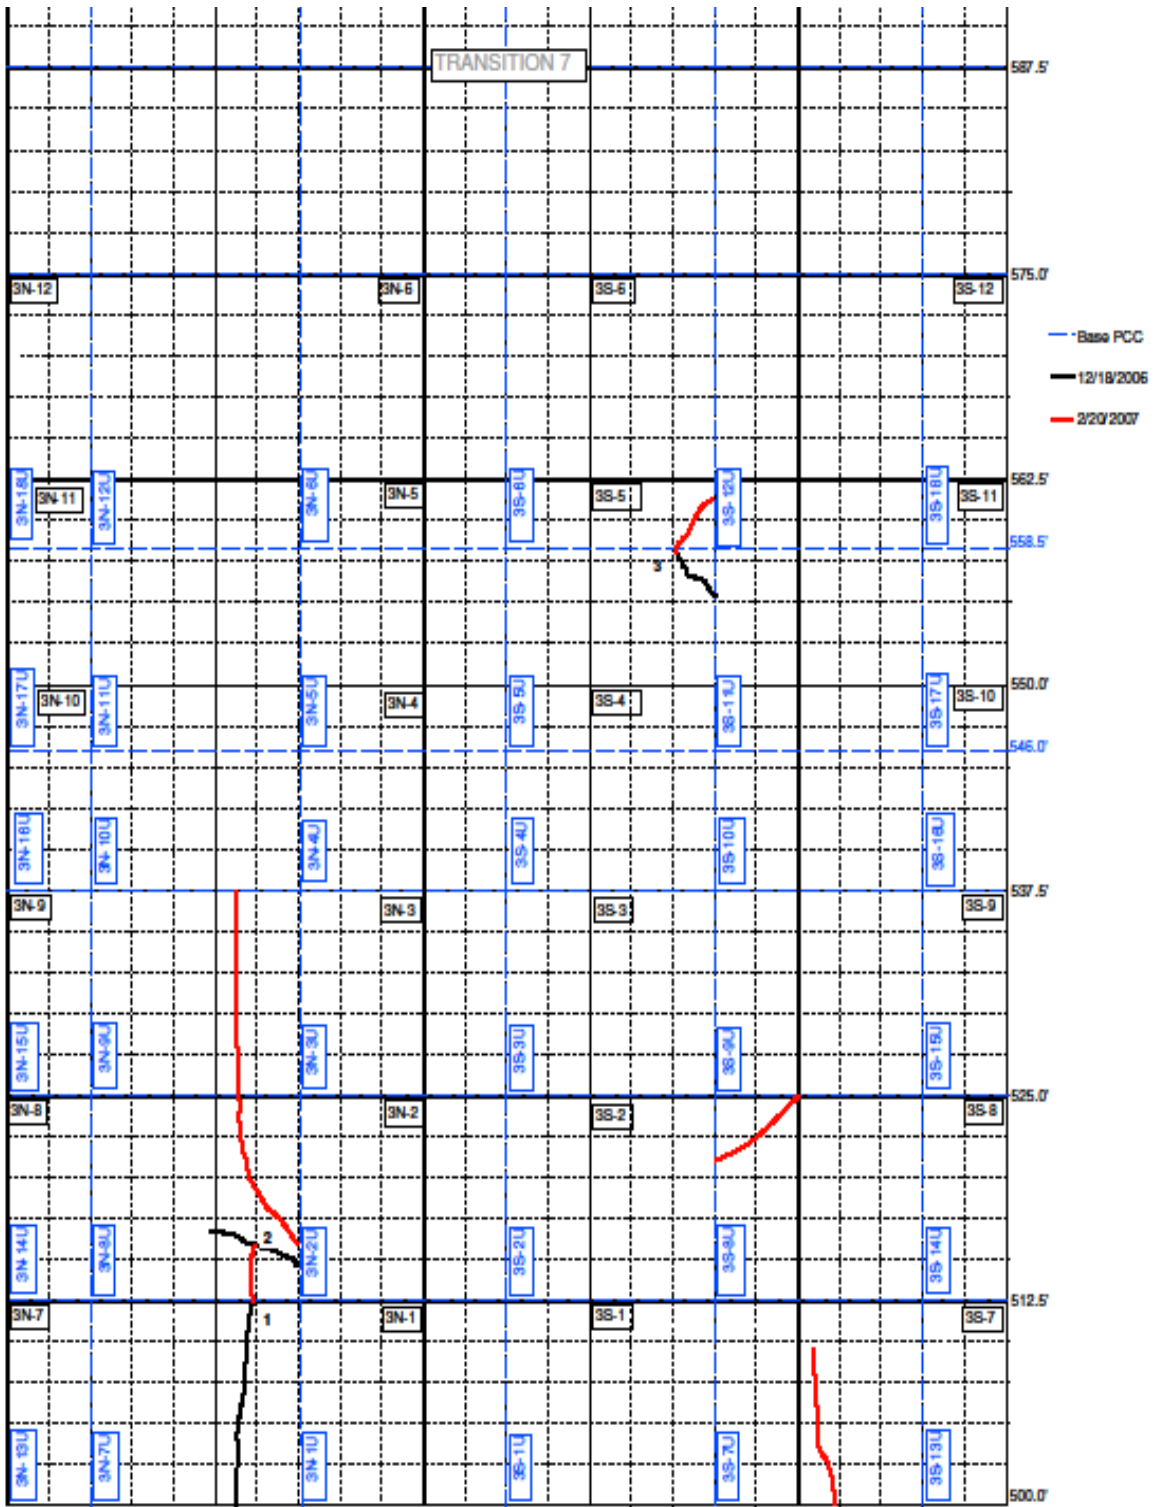 TRANSITION 7
587.5'
575.0'
3N-12
3N-6
3S-6
3S-12
Base PCC
12/18/2006
2/20/2007
562.5'
3N-18U
3N-11
3N-12U
3N-6U
3N-5
3S-6U
3S-5
3S-12U
3S-18U
3S-11
558.5'
3
550.0'
3N-17U
3N-10
3N-11U
3N-5U
3N-4
3S-5U
3S-4
3S-11U
3S-17U
3S-10
546.0'
3N-16U
3N-10U
3N-4U
3S-4U
3S-10U
3S-16U
537.5'
3N-9
3N-3
3S-3
3S-9
3N-15U
3N-9U
3N-3U
3S-3U
3S-9U
3S-15U
525.0'
3N-8
3N-2
3S-2
3S-8
2
3N-14U
3N-8U
3N-2U
3S-2U
3S-8U
3S-14U
512.5'
3N-7
1
3N-1
3S-1
3S-7
3N-13U
3N-7U
3N-1U
3S-1U
3S-7U
3S-13U
500.0'